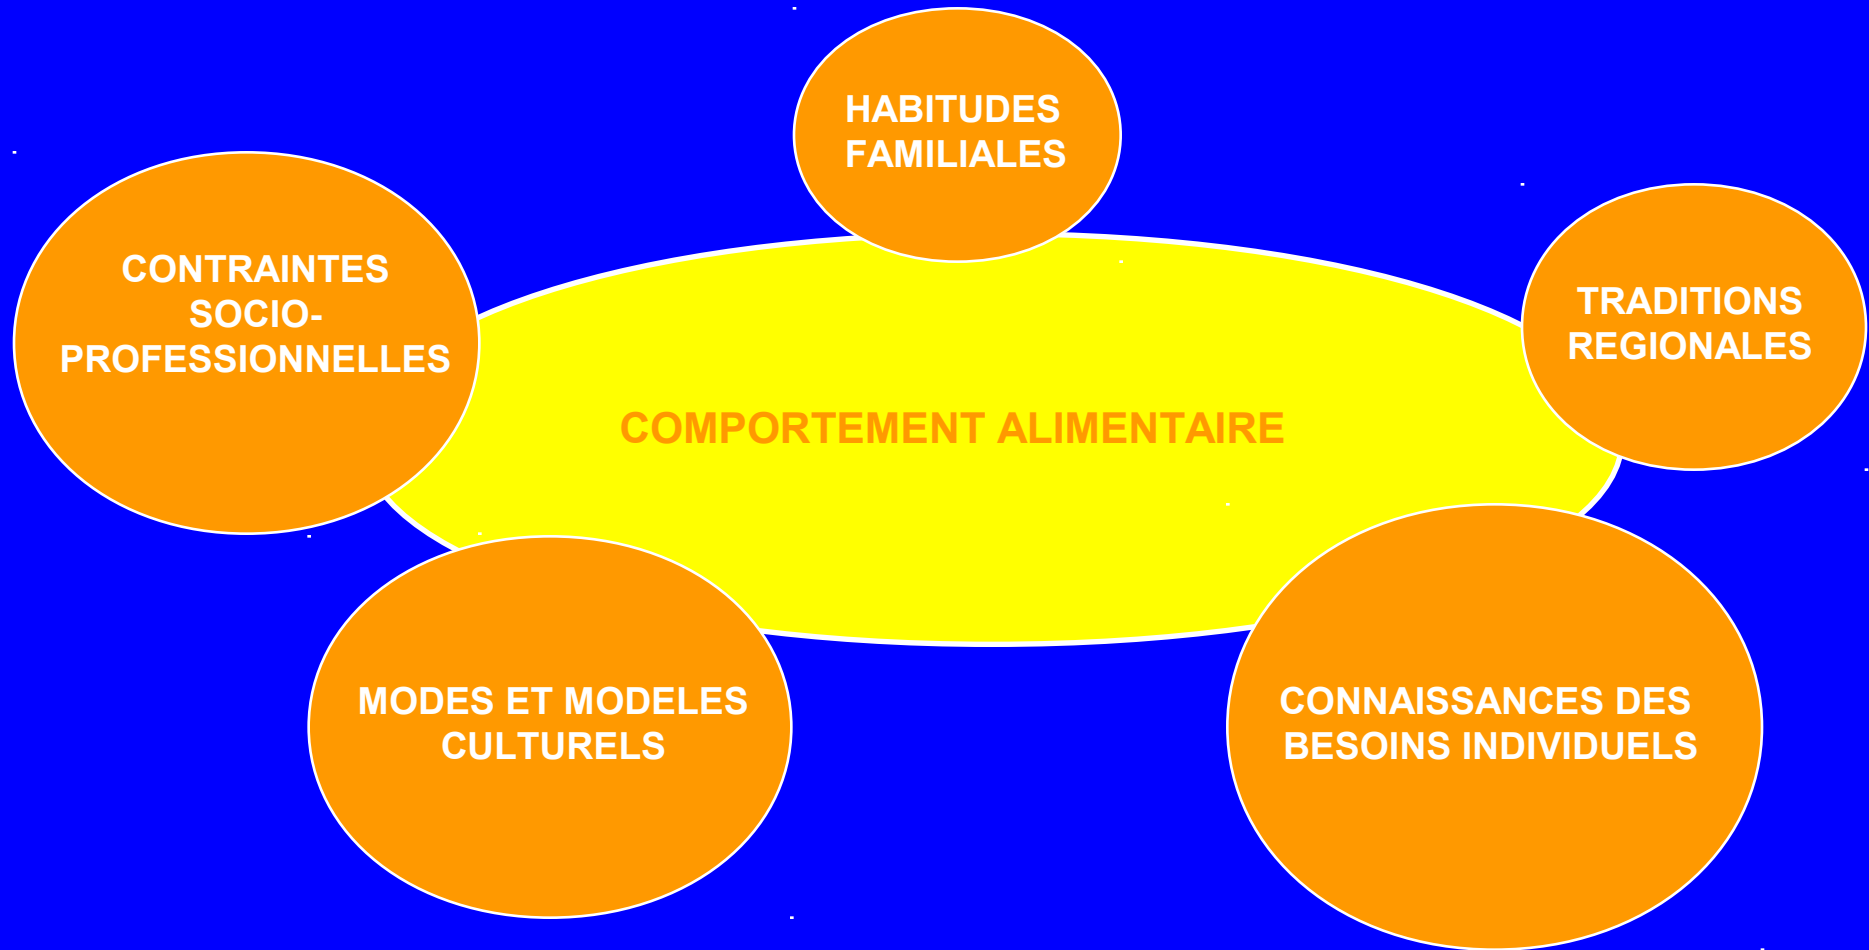 HABITUDES
FAMILIALES
CONTRAINTES
SOCIO-
PROFESSIONNELLES
TRADITIONS
REGIONALES
COMPORTEMENT ALIMENTAIRE
MODES ET MODELES
CULTURELS
CONNAISSANCES DES
BESOINS INDIVIDUELS